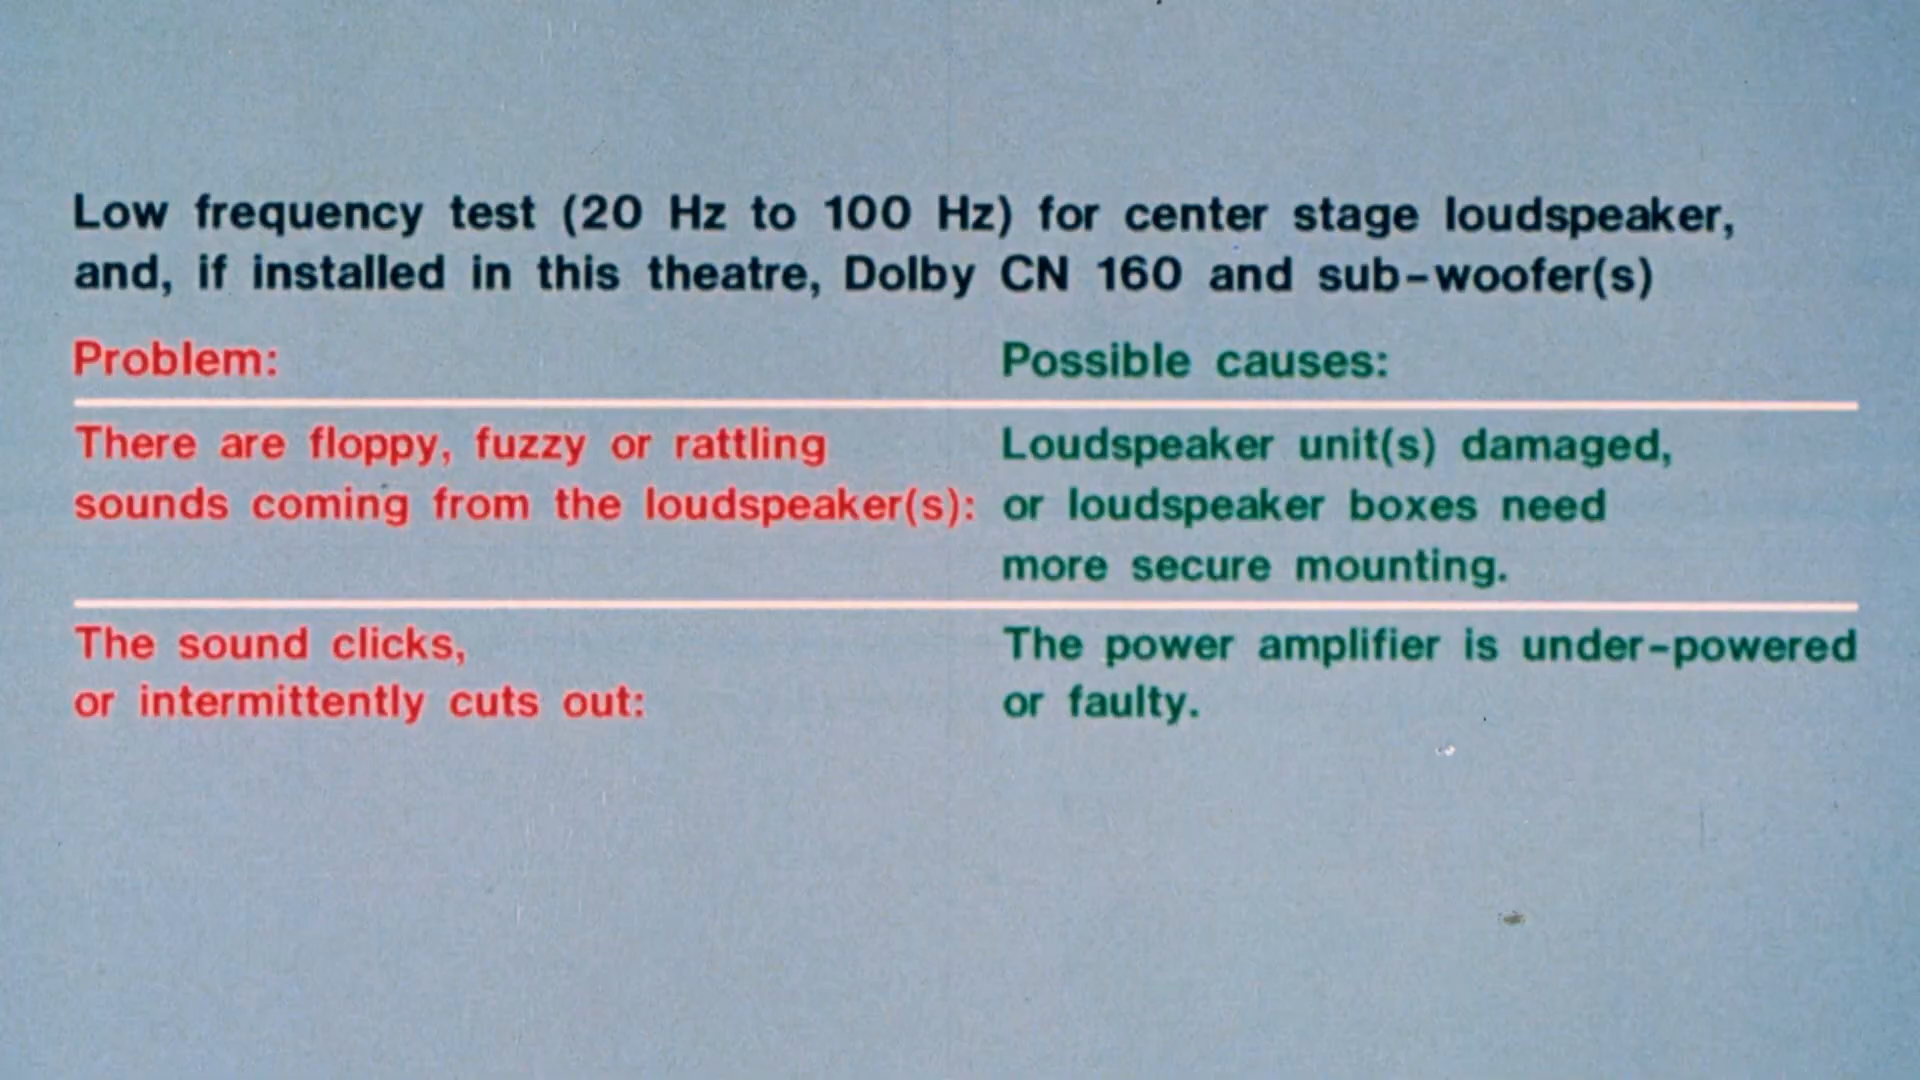 Low frequency test (20 Hz to 100 Hz) for center stage loudspeaker,
and, if installed in this theatre, Dolby CN 160 and sub-woofer(s)
Problem:
Possible causes:
There are floppy, fuzzy or rattling
sounds coming from the loudspeaker(s):
Loudspeaker unit(s) damaged,
or loudspeaker boxes need
more secure mounting.
The sound clicks,
or intermittently cuts out:
The power amplifier is under-powered
or faulty.